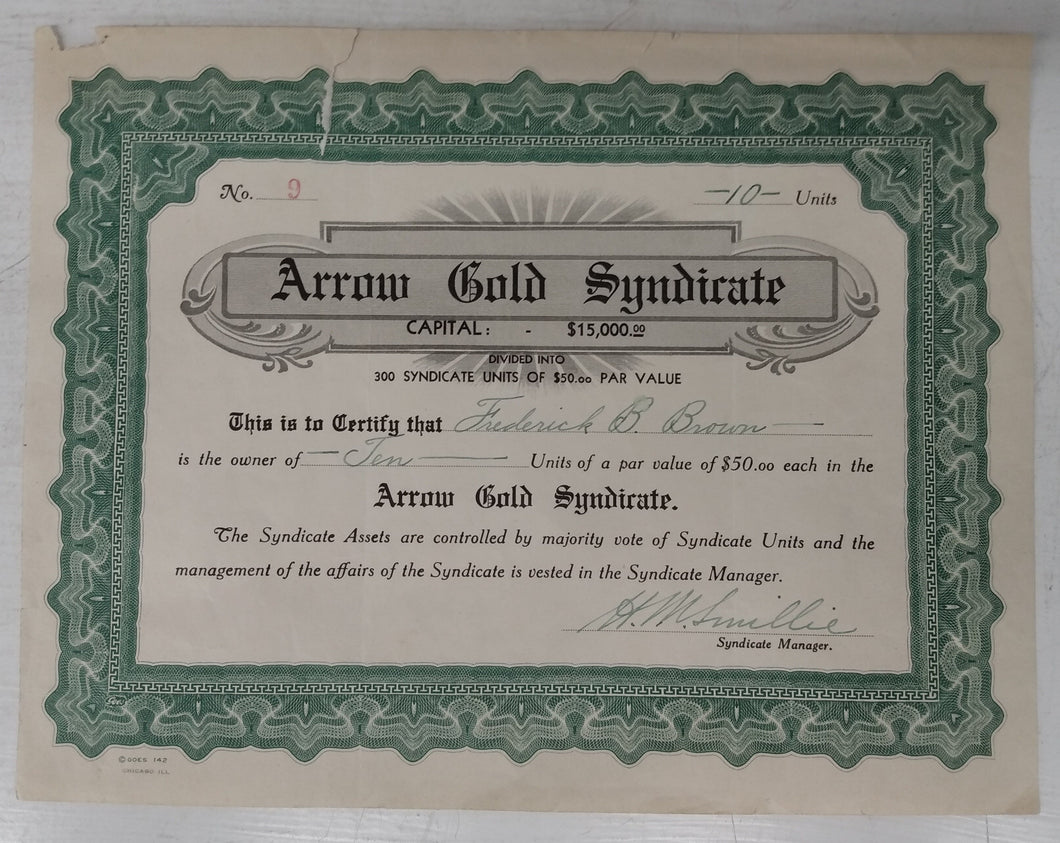 No. 9
—10— Units
Arrow Gold Syndicate
CAPITAL: - $15,000.00
DIVIDED INTO
300 SYNDICATE UNITS OF $50.00 PAR VALUE
This is to Certify that Frederick B. Brown —
is the owner of — Ten — Units of a par value of $50.00 each in the
Arrow Gold Syndicate.
The Syndicate Assets are controlled by majority vote of Syndicate Units and the
management of the affairs of the Syndicate is vested in the Syndicate Manager.
H. M. Smillie
Syndicate Manager.
© GOES 142
CHICAGO ILL